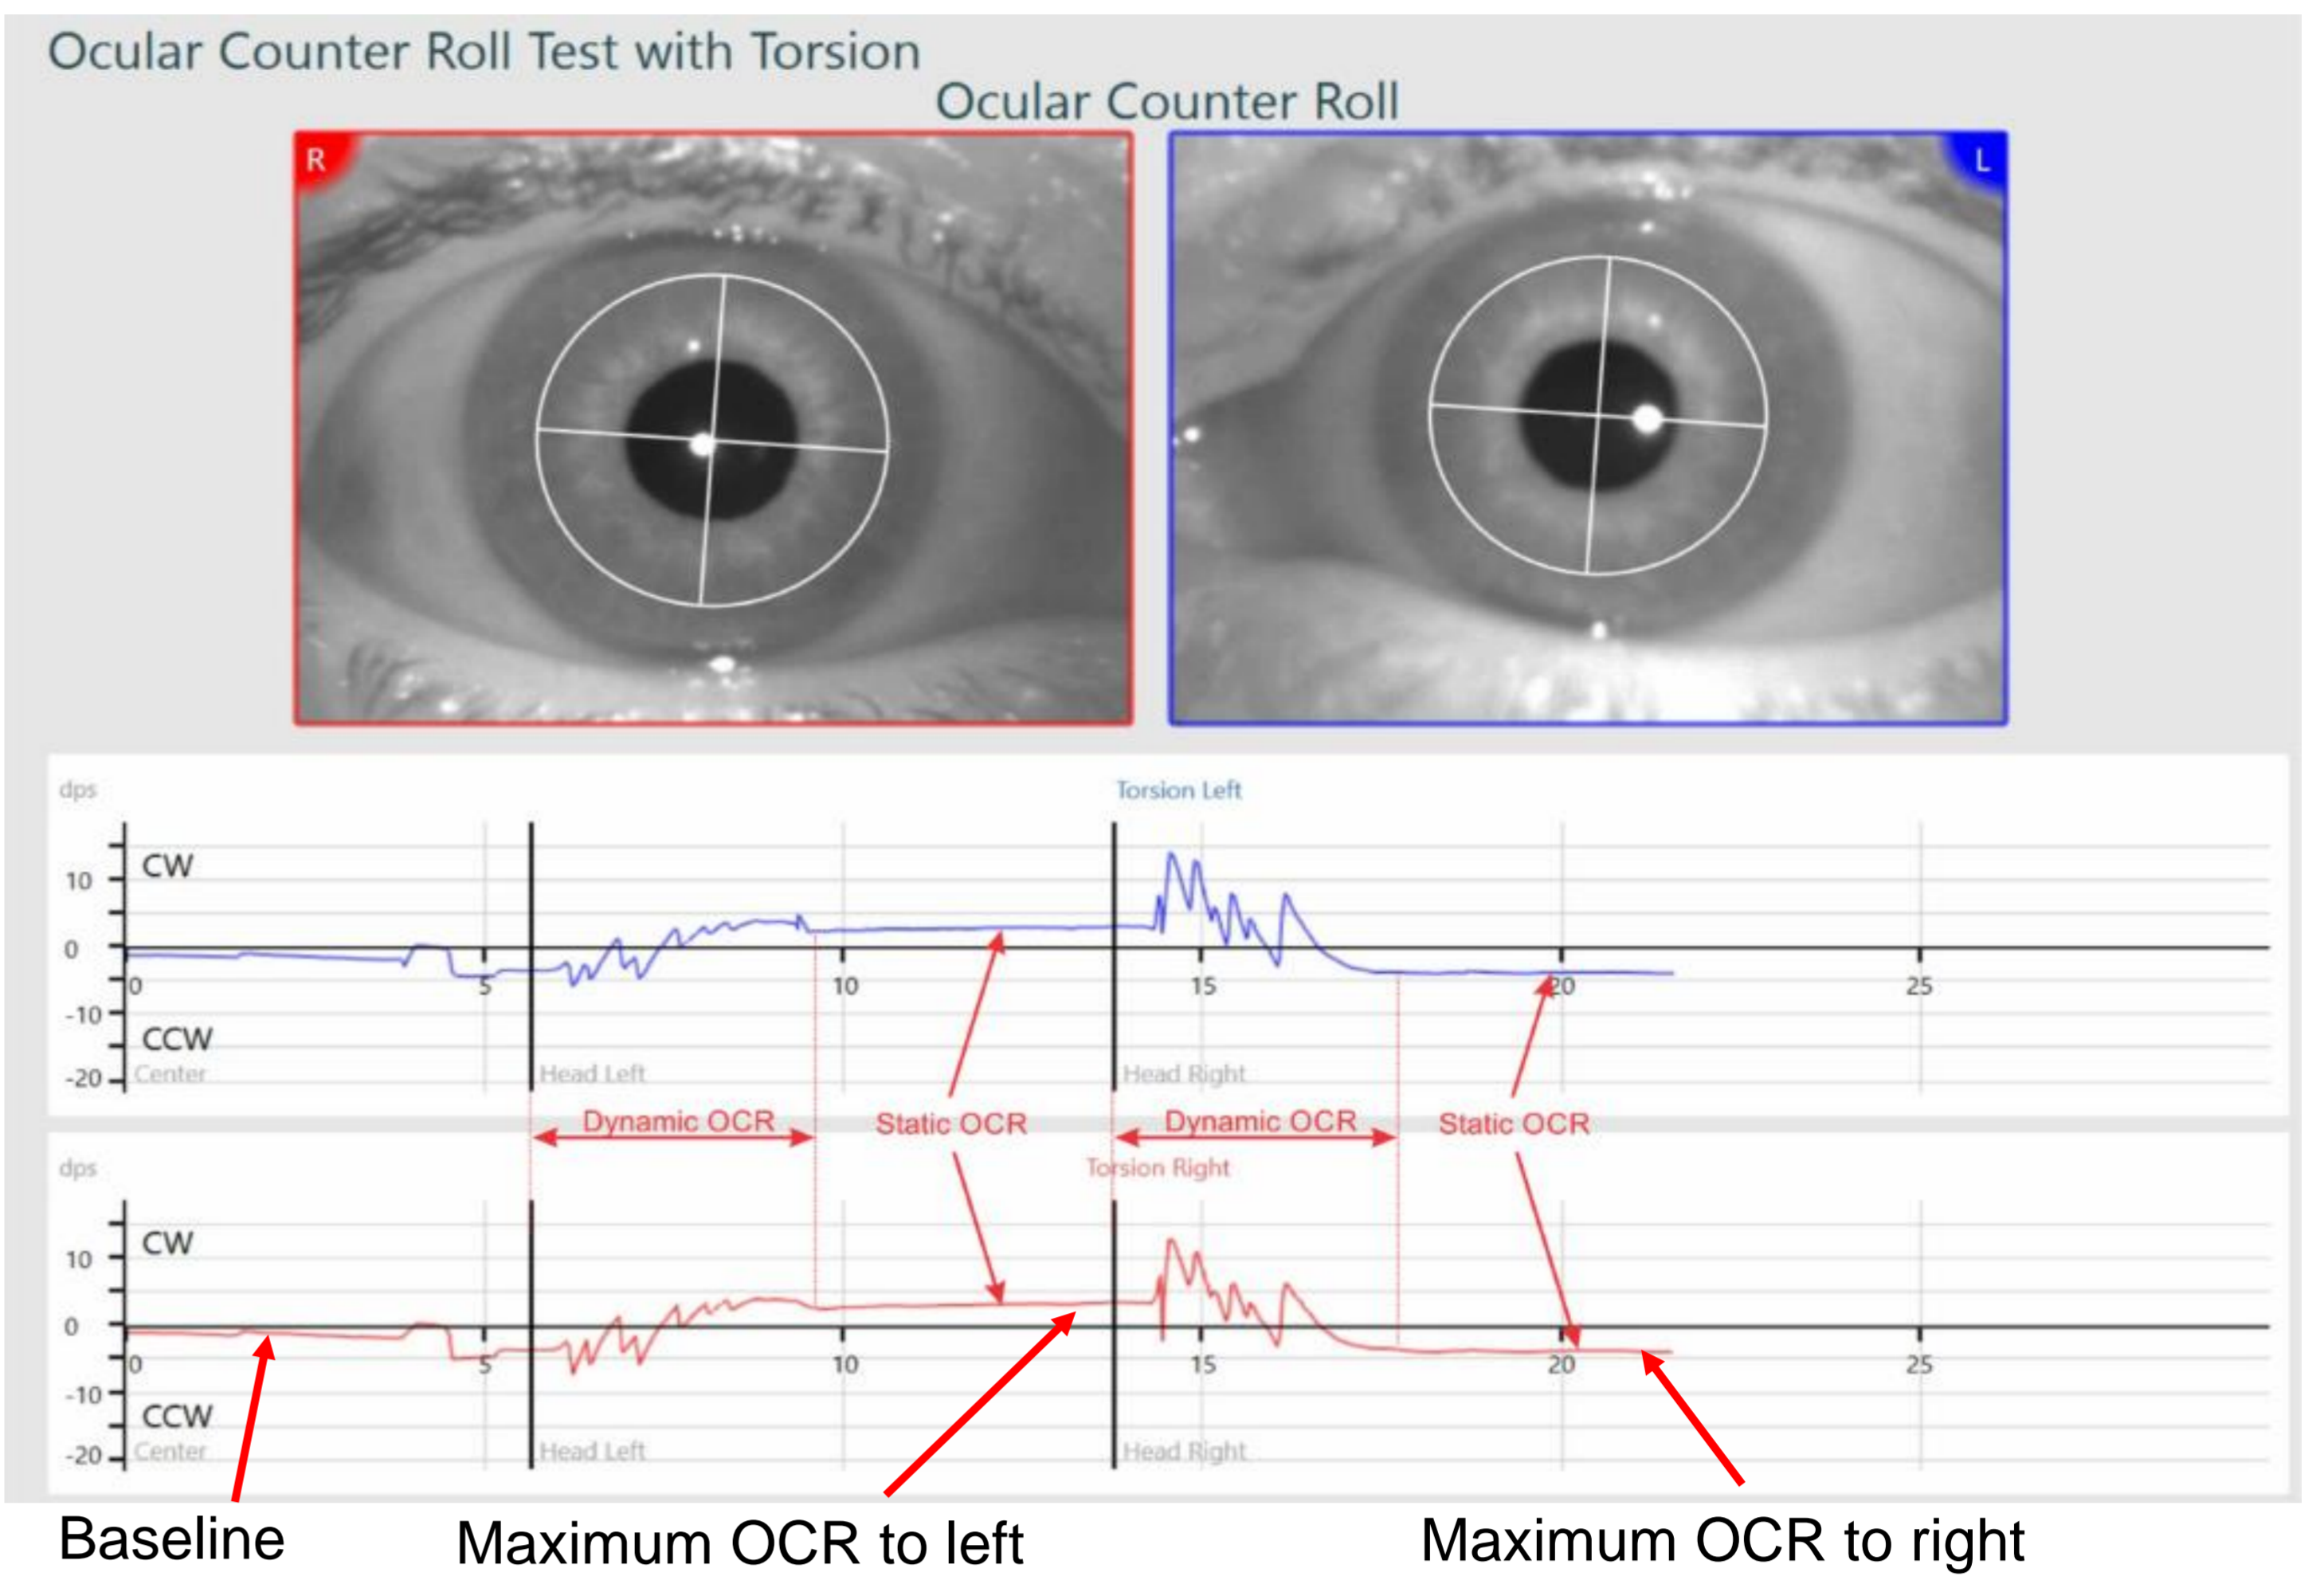 Ocular Counter Roll Test with Torsion
Ocular Counter Roll
R
L
dps
Torsion Left
CW
10
0
0 5 10 15 20 25
-10
CCW
-20
Center Head Left Head Right
Dynamic OCR Static OCR Dynamic OCR Static OCR
dps
Torsion Right
CW
10
0
0 5 10 15 20 25
-10
CCW
-20
Center Head Left Head Right
Baseline Maximum OCR to left Maximum OCR to right